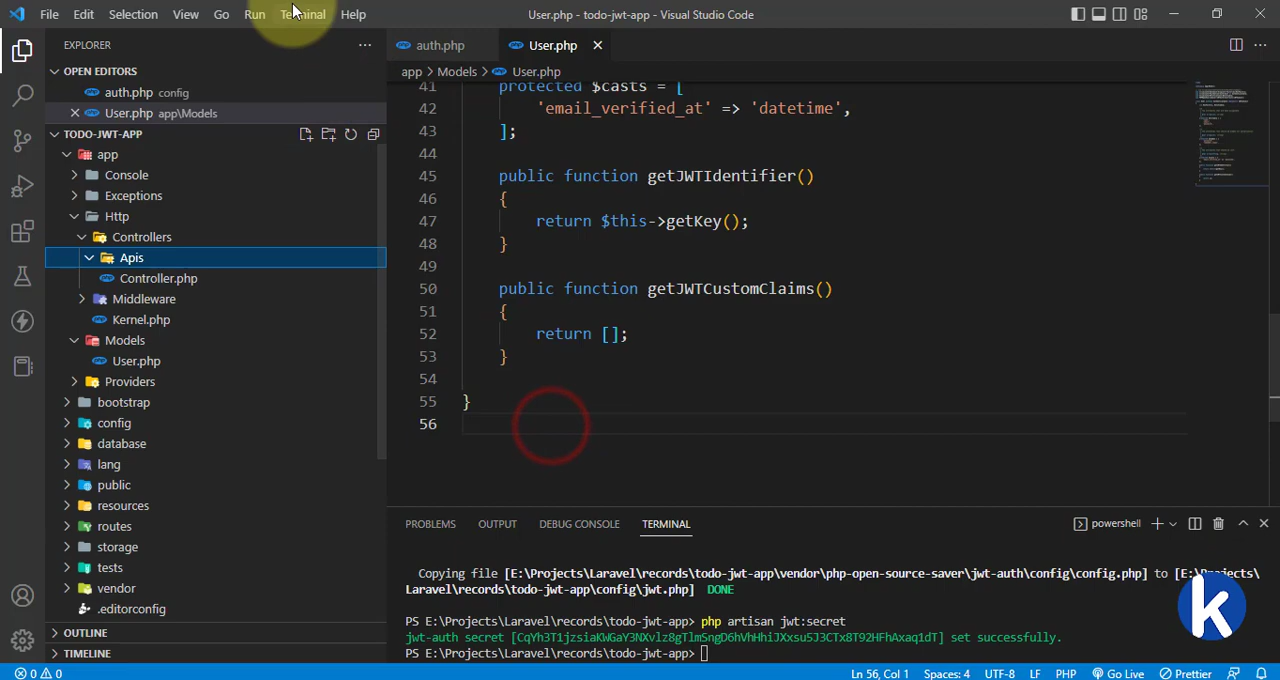 File Edit Selection View Go Run Terminal Help User.php - todo-jwt-app - Visual Studio Code
EXPLORER
OPEN EDITORS
auth.php config
User.php app\Models
TODO-JWT-APP
app
Console
Exceptions
Http
Controllers
Apis
Controller.php
Middleware
Kernel.php
Models
User.php
Providers
bootstrap
config
database
lang
public
resources
routes
storage
tests
vendor
.editorconfig
OUTLINE
TIMELINE
auth.php User.php
app > Models > User.php
41 protected $casts = [
42 'email_verified_at' => 'datetime',
43 ];
44
45 public function getJWTIdentifier()
46 {
47 return $this->getKey();
48 }
49
50 public function getJWTCustomClaims()
51 {
52 return [];
53 }
54
55 }
56
PROBLEMS OUTPUT DEBUG CONSOLE TERMINAL powershell
Copying file [E:\Projects\Laravel\records\todo-jwt-app\vendor\php-open-source-saver\jwt-auth\config\config.php] to [E:\Projects\
Laravel\records\todo-jwt-app\config\jwt.php] DONE
PS E:\Projects\Laravel\records\todo-jwt-app> php artisan jwt:secret
jwt-auth secret [CqYh3T1jzsiaKWGaY3NXvlz8gTlmSngD6hVhHhiJXxsu5J3CTx8T92HFhAxaq1dT] set successfully.
PS E:\Projects\Laravel\records\todo-jwt-app>
k
0 0 Ln 56, Col 1 Spaces: 4 UTF-8 LF PHP Go Live Prettier